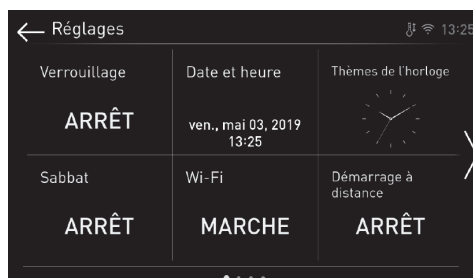 Réglages
13:25
Verrouillage
ARRÊT
Date et heure
ven., mai 03, 2019
13:25
Thèmes de l'horloge
Sabbat
ARRÊT
Wi-Fi
MARCHE
Démarrage à
distance
ARRÊT